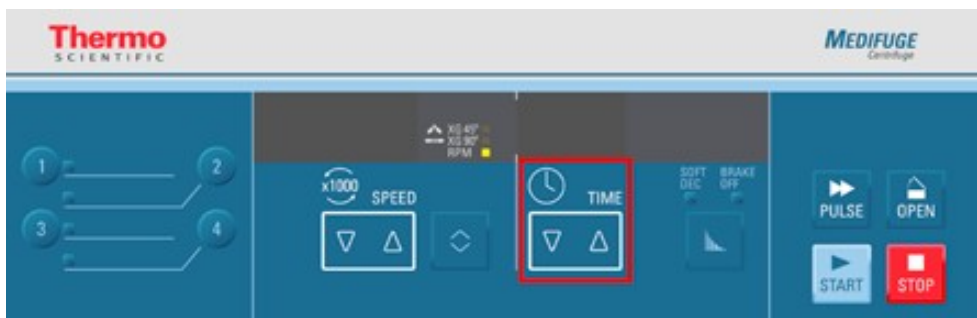 Thermo
SCIENTIFIC
MEDIFUGE
Centrifuge
XG 45°
XG 90°
RPM
1
2
3
4
x1000
SPEED
TIME
SOFT DEC
BRAKE OFF
PULSE
OPEN
START
STOP